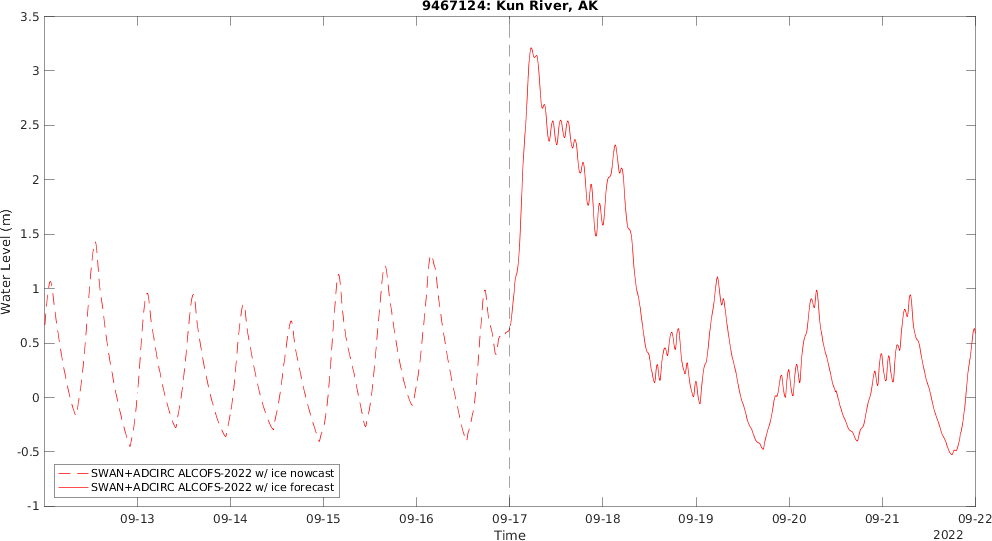 9467124: Kun River, AK
3.5
3
2.5
2
1.5
1
0.5
0
-0.5
-1
Water Level (m)
SWAN+ADCIRC ALCOFS-2022 w/ ice nowcast
SWAN+ADCIRC ALCOFS-2022 w/ ice forecast
09-13 09-14 09-15 09-16 09-17 09-18 09-19 09-20 09-21 09-22
Time
2022